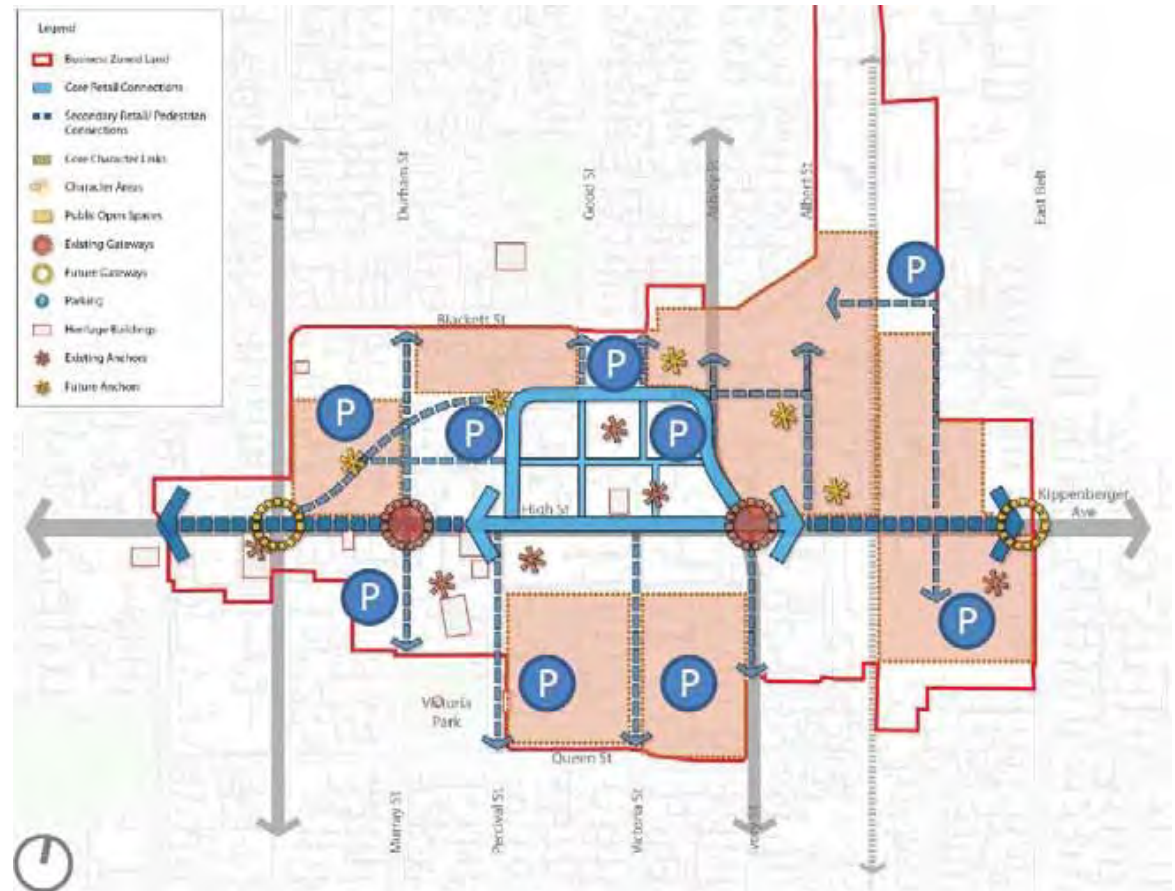 Legend
Business Zoned Land
Core Retail Connections
Secondary Retail/ Pedestrian
Connections
Core Character Links
Character Areas
Public Open Spaces
Existing Gateways
Future Gateways
Parking
Heritage Buildings
Existing Anchors
Future Anchors
King St
Durham St
Good St
Ashley St
Albert St
East Belt
Blackett St
P
P
P
P
P
High St
Kippenberger
Ave
P
P
P
P
Victoria
Park
Queen St
Murray St
Percival St
Victoria St
Ivory St